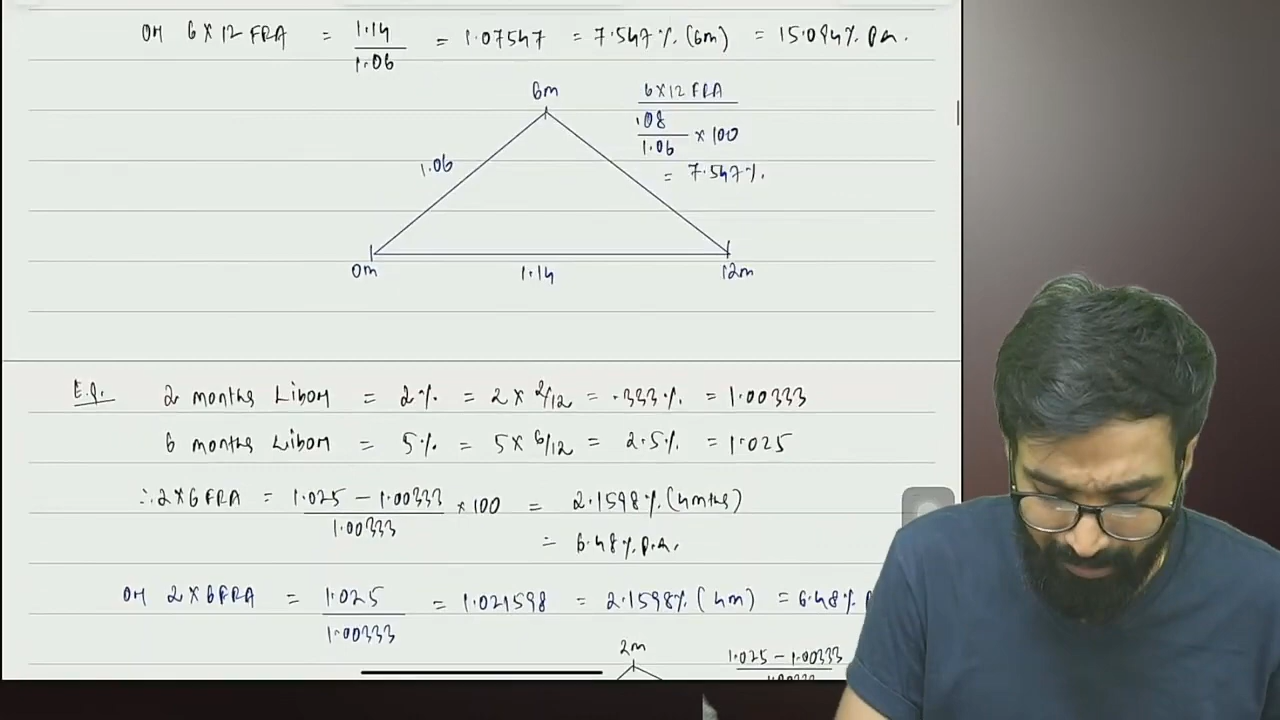 OR 6 X 12 FRA = 1.14 / 1.06 = 1.07547 = 7.547% (6m) = 15.094% P.A.
6m
6 X 12 FRA
.08 / 1.06 X 100
1.06
= 7.547%.
0m
1.14
12m
E.g. 2 months LIBOR = 2% = 2 X 2/12 = .333% = 1.00333
6 months LIBOR = 5% = 5 X 6/12 = 2.5% = 1.025
∴ 2 X 6 FRA = 1.025 - 1.00333 / 1.00333 X 100 = 2.1598% (4mths)
= 6.48% P.A.
OR 2 X 6 FRA = 1.025 / 1.00333 = 1.021598 = 2.1598% (4m) = 6.48%
2m
1.025 - 1.00333